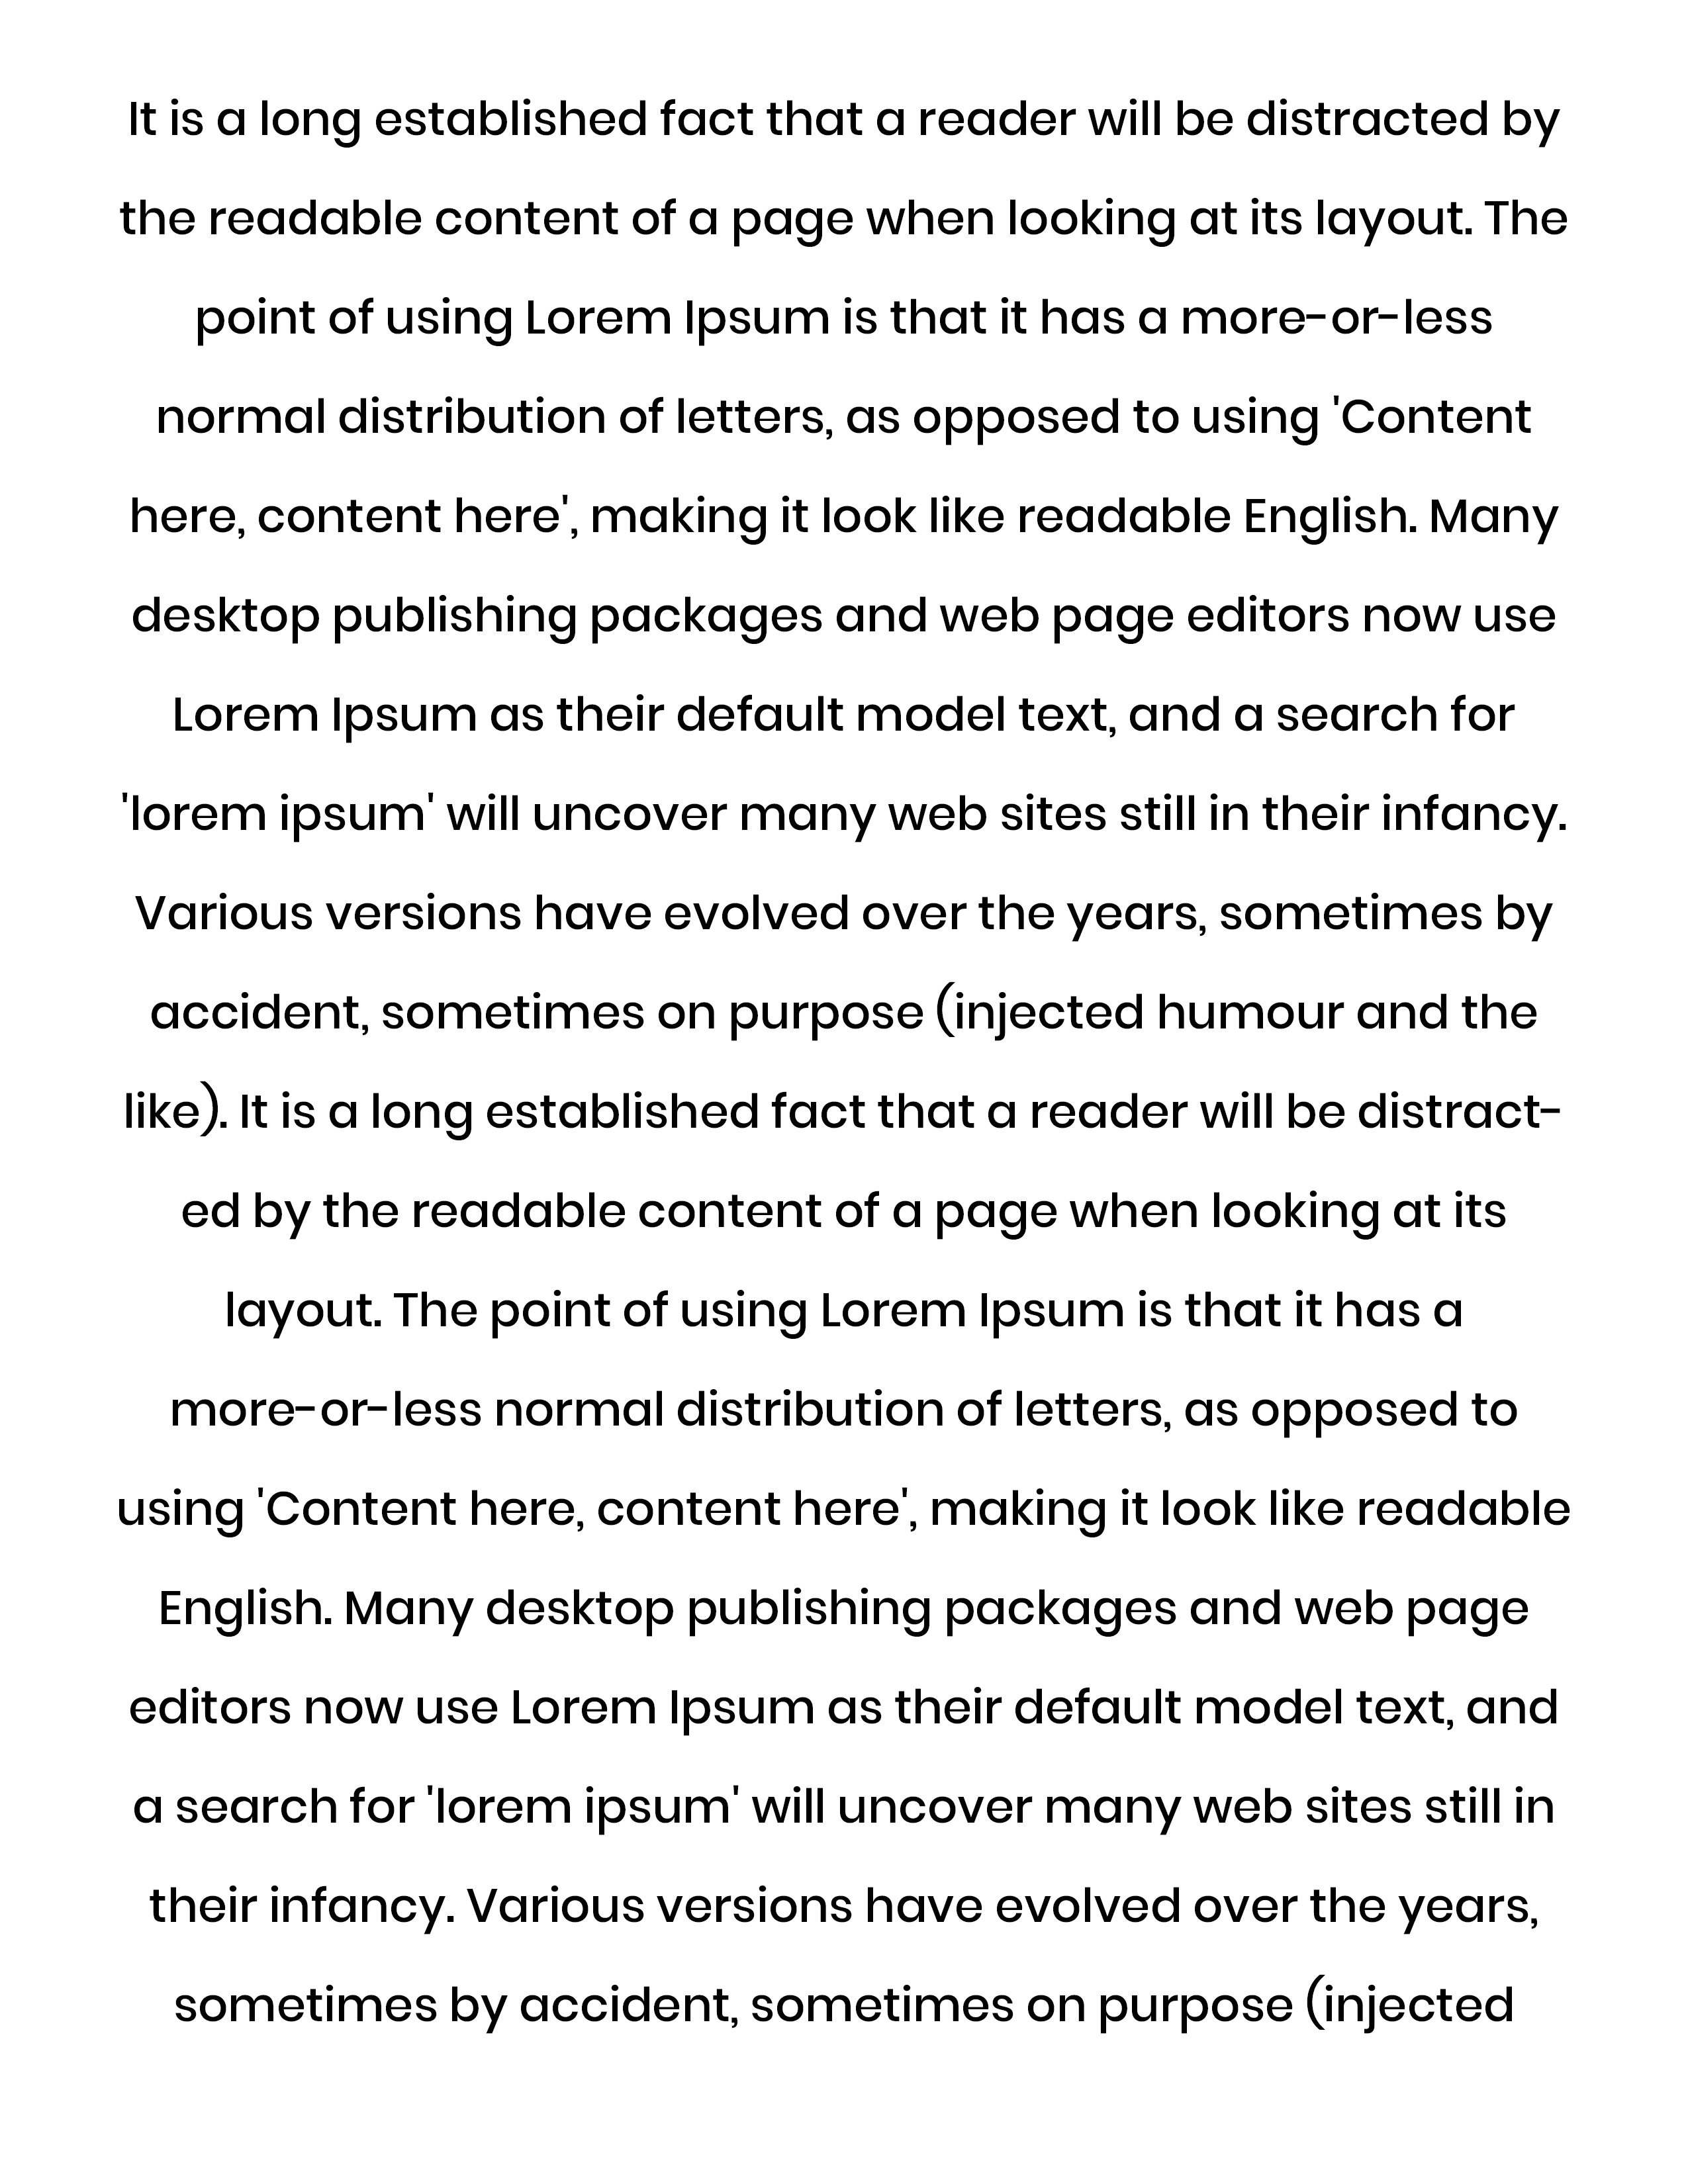 It is a long established fact that a reader will be distracted by
the readable content of a page when looking at its layout. The
point of using Lorem Ipsum is that it has a more-or-less
normal distribution of letters, as opposed to using 'Content
here, content here', making it look like readable English. Many
desktop publishing packages and web page editors now use
Lorem Ipsum as their default model text, and a search for
'lorem ipsum' will uncover many web sites still in their infancy.
Various versions have evolved over the years, sometimes by
accident, sometimes on purpose (injected humour and the
like). It is a long established fact that a reader will be distract-
ed by the readable content of a page when looking at its
layout. The point of using Lorem Ipsum is that it has a
more-or-less normal distribution of letters, as opposed to
using 'Content here, content here', making it look like readable
English. Many desktop publishing packages and web page
editors now use Lorem Ipsum as their default model text, and
a search for 'lorem ipsum' will uncover many web sites still in
their infancy. Various versions have evolved over the years,
sometimes by accident, sometimes on purpose (injected